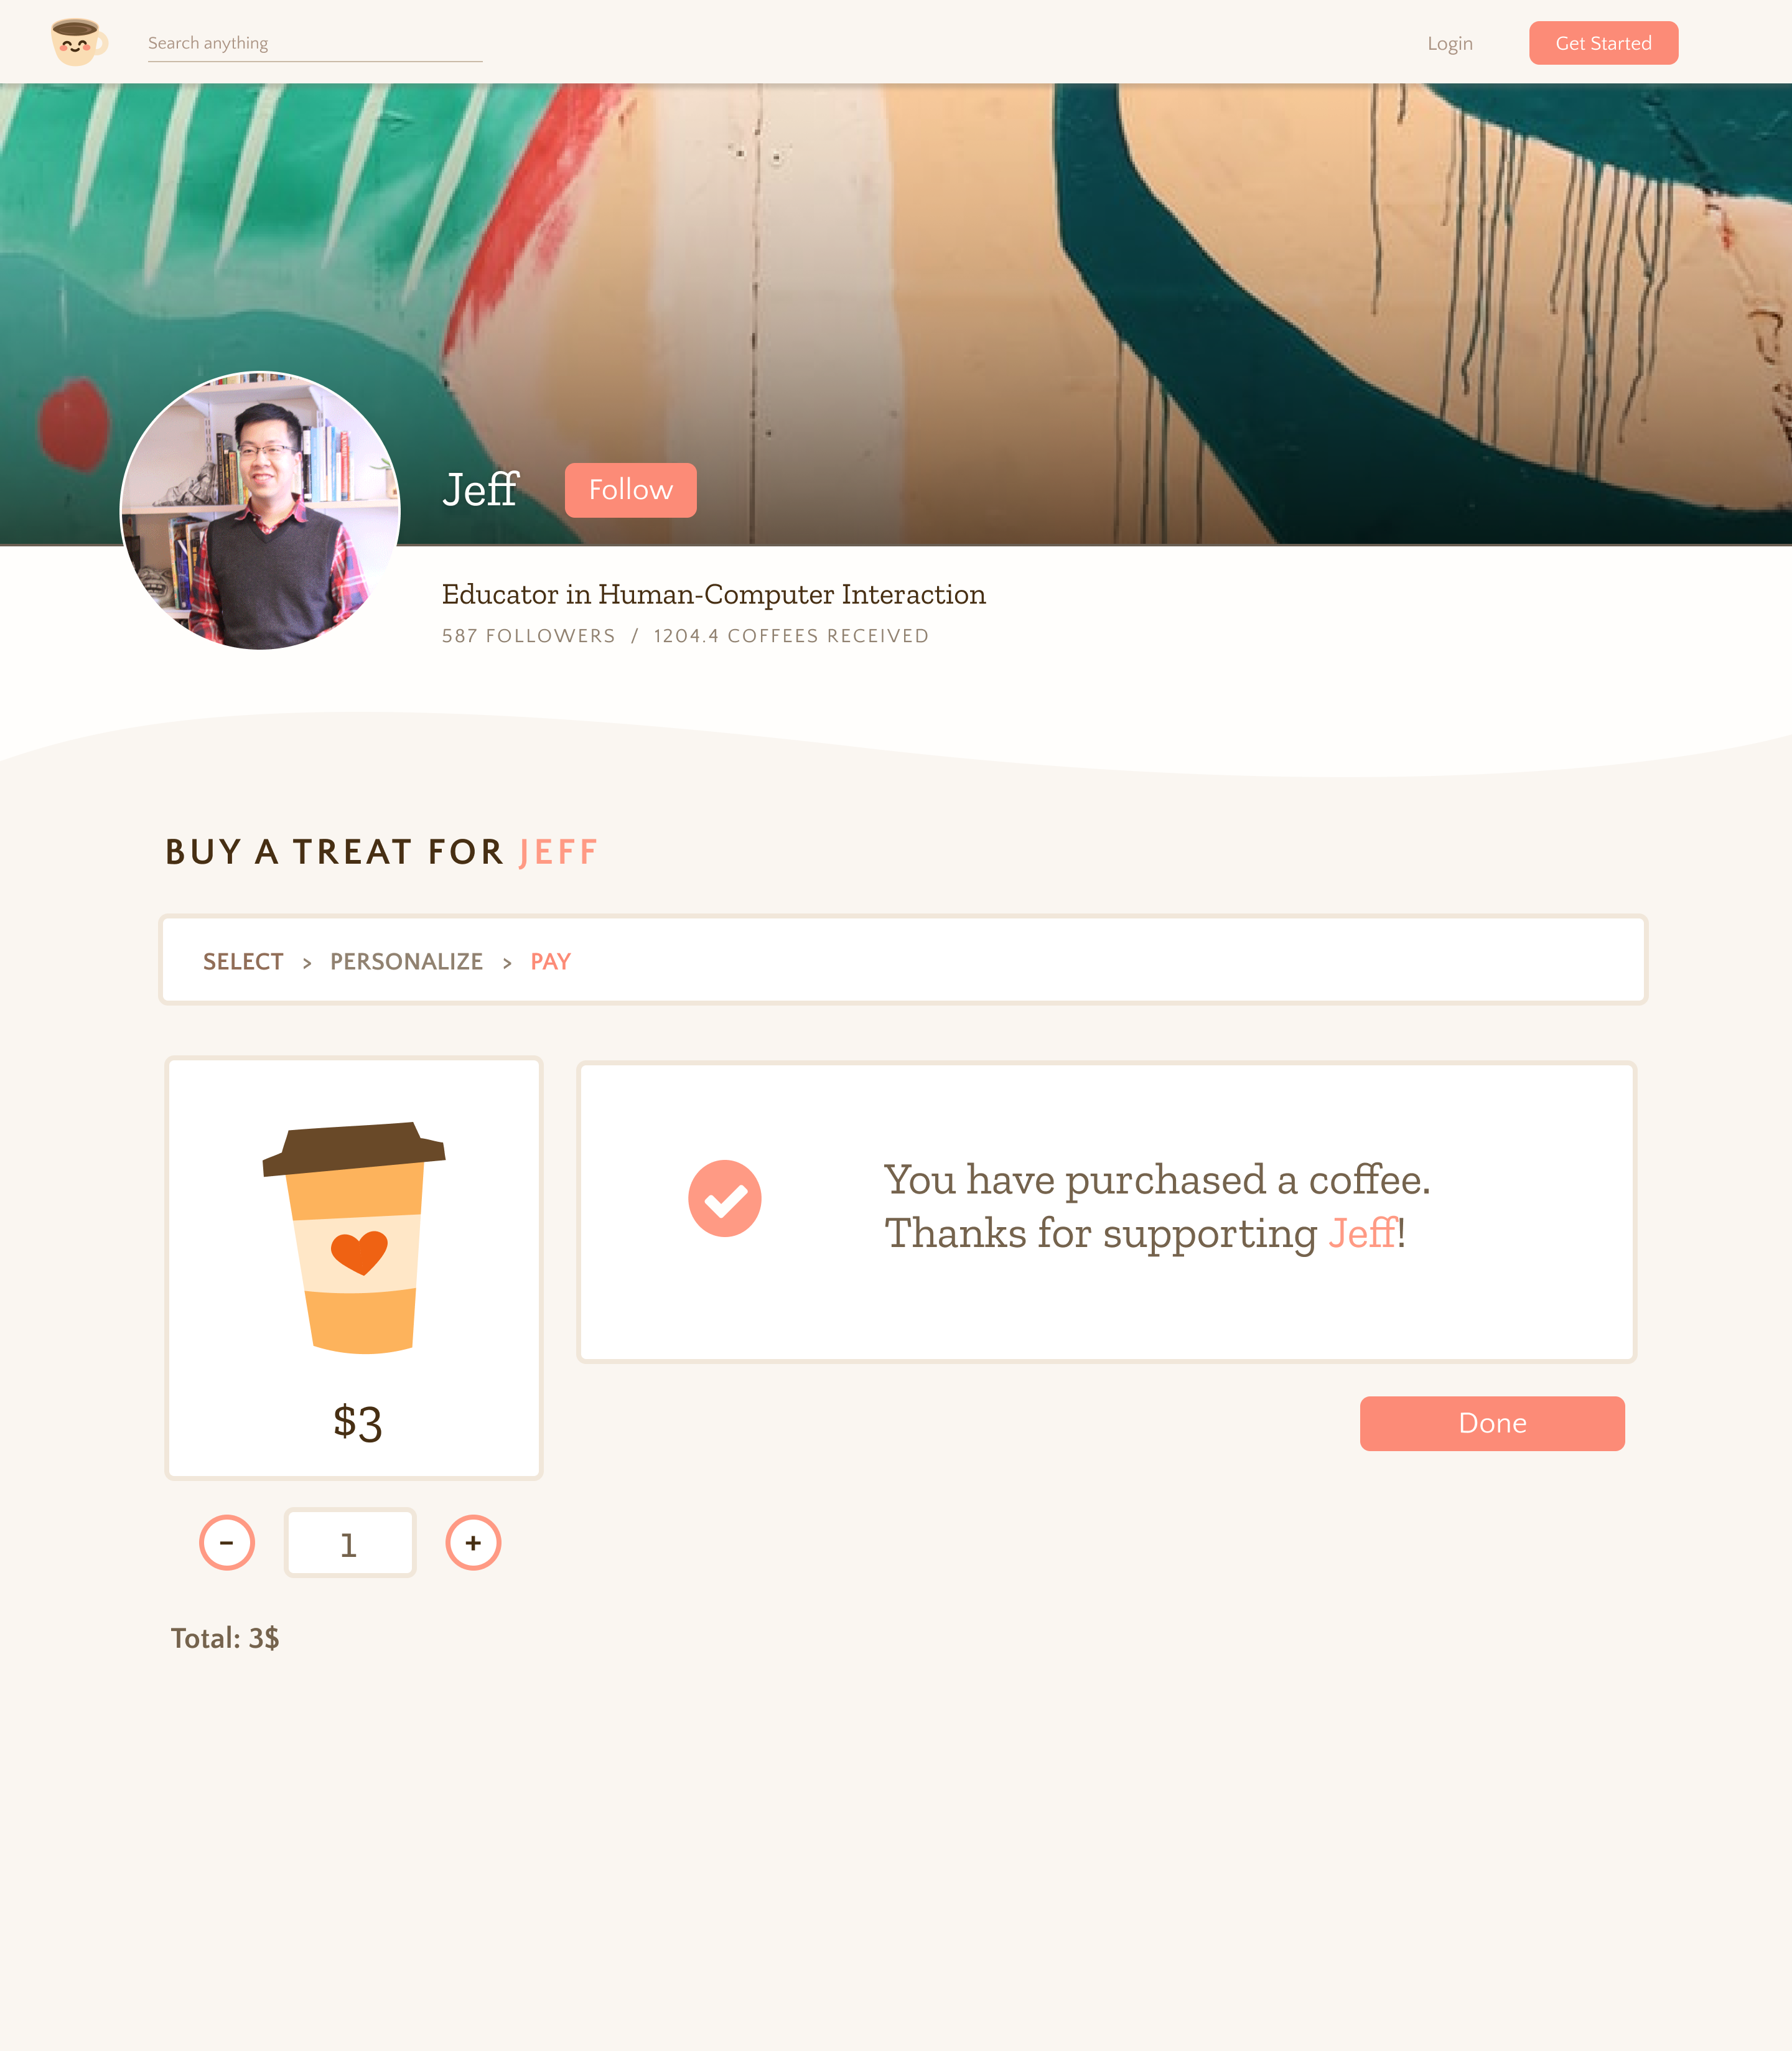 Search anything
Login
Get Started
Jeff
Follow
Educator in Human-Computer Interaction
587 FOLLOWERS / 1204.4 COFFEES RECEIVED
BUY A TREAT FOR JEFF
SELECT > PERSONALIZE > PAY
You have purchased a coffee.
Thanks for supporting Jeff!
$3
Done
- 1 +
Total: 3$